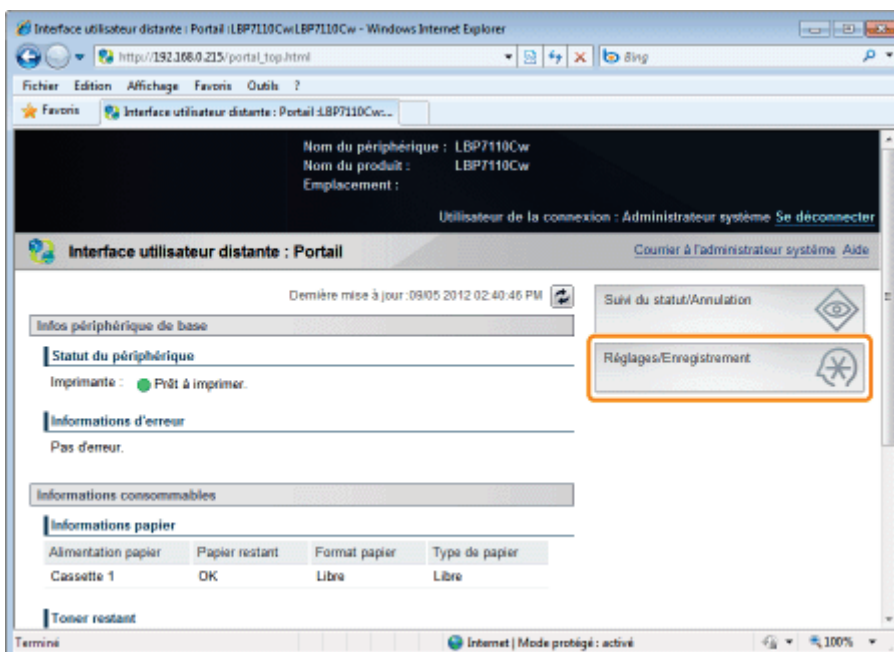 Interface utilisateur distante : Portail :LBP7110Cw:LBP7110Cw - Windows Internet Explorer
http://192.168.0.215/portal_top.html
Bing
Fichier Edition Affichage Favoris Outils ?
Favoris Interface utilisateur distante : Portail :LBP7110Cw:...
Nom du périphérique : LBP7110Cw
Nom du produit : LBP7110Cw
Emplacement :
Utilisateur de la connexion : Administrateur système Se déconnecter
Interface utilisateur distante : Portail
Courrier à l'administrateur système Aide
Dernière mise à jour :09/05 2012 02:40:46 PM
Suivi du statut/Annulation
Infos périphérique de base
Statut du périphérique
Réglages/Enregistrement
Imprimante : Prêt à imprimer.
Informations d'erreur
Pas d'erreur.
Informations consommables
Informations papier
Alimentation papier Papier restant Format papier Type de papier
Cassette 1 OK Libre Libre
Toner restant
Terminé
Internet | Mode protégé : activé
100%